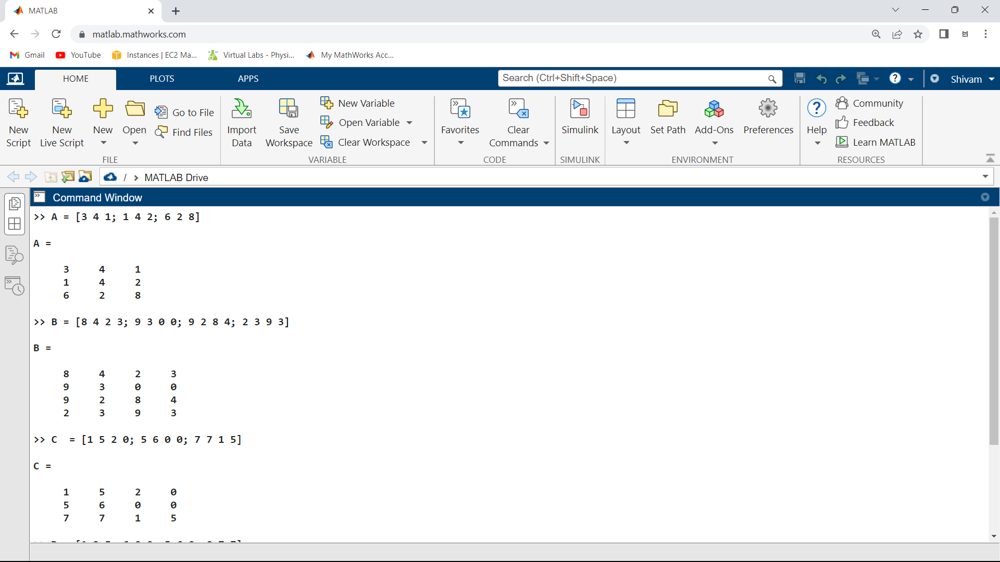 MATLAB
matlab.mathworks.com
Gmail YouTube Instances | EC2 Ma... Virtual Labs - Physi... My MathWorks Acc...
HOME PLOTS APPS Search (Ctrl+Shift+Space) ? Shivam
New Script
New Live Script
New
Open
Go to File
Find Files
FILE
Import Data
Save Workspace
New Variable
Open Variable
Clear Workspace
VARIABLE
Favorites
Clear Commands
CODE
Simulink
SIMULINK
Layout
Set Path
Add-Ons
Preferences
ENVIRONMENT
? Help
Community
Feedback
Learn MATLAB
RESOURCES
/ > MATLAB Drive
Command Window
>> A = [3 4 1; 1 4 2; 6 2 8]
A =
3 4 1
1 4 2
6 2 8
>> B = [8 4 2 3; 9 3 0 0; 9 2 8 4; 2 3 9 3]
B =
8 4 2 3
9 3 0 0
9 2 8 4
2 3 9 3
>> C  = [1 5 2 0; 5 6 0 0; 7 7 1 5]
C =
1 5 2 0
5 6 0 0
7 7 1 5